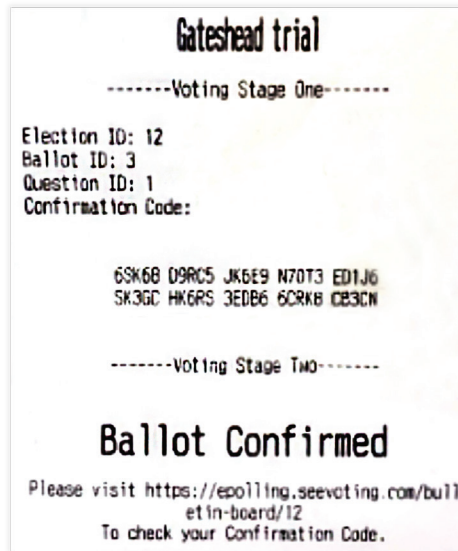 Gateshead trial
-------Voting Stage One-------
Election ID: 12
Ballot ID: 3
Question ID: 1
Confirmation Code:
6SK6B D9RC5 JK6E9 N70T3 ED1J6
SK3GC HK6RS 3EDB6 6CRKB CB3CN
-------Voting Stage Two-------
Ballot Confirmed
Please visit https://epolling.seevoting.com/bull
etin-board/12
To check your Confirmation Code.